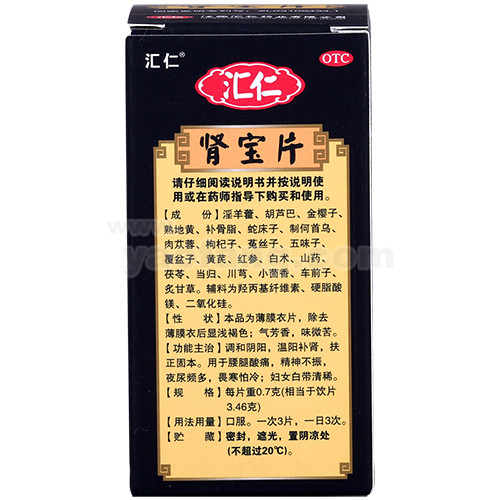 汇仁®
汇仁
OTC
肾宝片
请仔细阅读说明书并按说明使
用或在药师指导下购买和使用。
【成　份】淫羊藿、胡芦巴、金樱子、
熟地黄、补骨脂、蛇床子、制何首乌、
肉苁蓉、枸杞子、菟丝子、五味子、
覆盆子、黄芪、红参、白术、山药、
茯苓、当归、川芎、小茴香、车前子、
炙甘草。辅料为羟丙基纤维素、硬脂酸
镁、二氧化硅。
【性　状】本品为薄膜衣片，除去
薄膜衣后显浅褐色；气芳香，味微苦。
【功能主治】调和阴阳，温阳补肾，扶
正固本。用于腰腿酸痛，精神不振，
夜尿频多，畏寒怕冷；妇女白带清稀。
【规　格】每片重0.7克(相当于饮片
3.46克)
【用法用量】口服。一次3片，一日3次。
【贮　藏】密封，遮光，置阴凉处
(不超过20℃)。